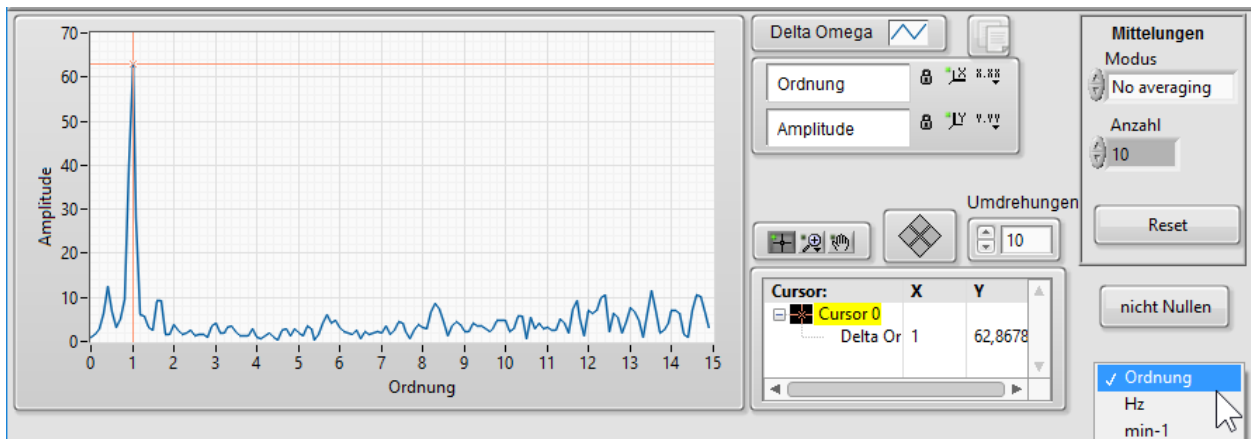 70
60
50
40
30
20
10
0
Amplitude
0 1 2 3 4 5 6 7 8 9 10 11 12 13 14 15
Ordnung
Delta Omega
Ordnung
Amplitude
Umdrehungen
10
Cursor: X Y
Cursor 0
Delta Or 1 62,8678
Mittelungen
Modus
No averaging
Anzahl
10
Reset
nicht Nullen
✓ Ordnung
Hz
min-1